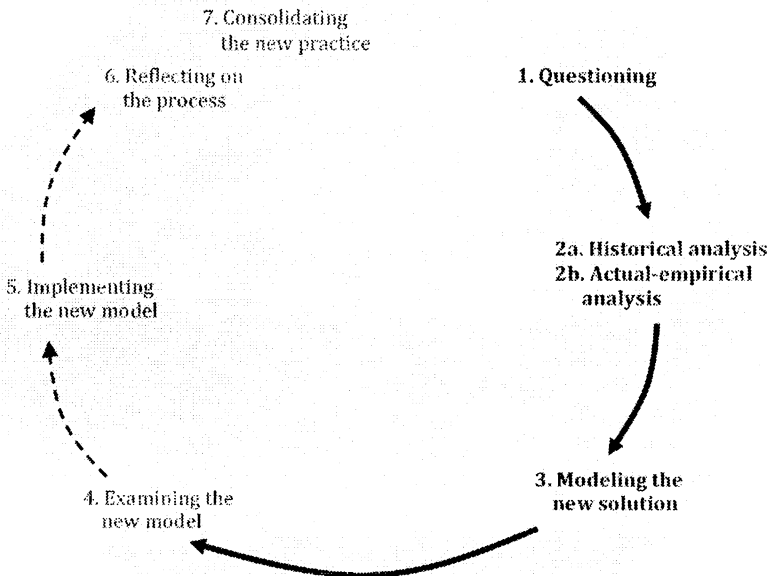 7. Consolidating
the new practice
6. Reflecting on
the process
1. Questioning
2a. Historical analysis
2b. Actual-empirical
analysis
5. Implementing
the new model
3. Modeling the
new solution
4. Examining the
new model